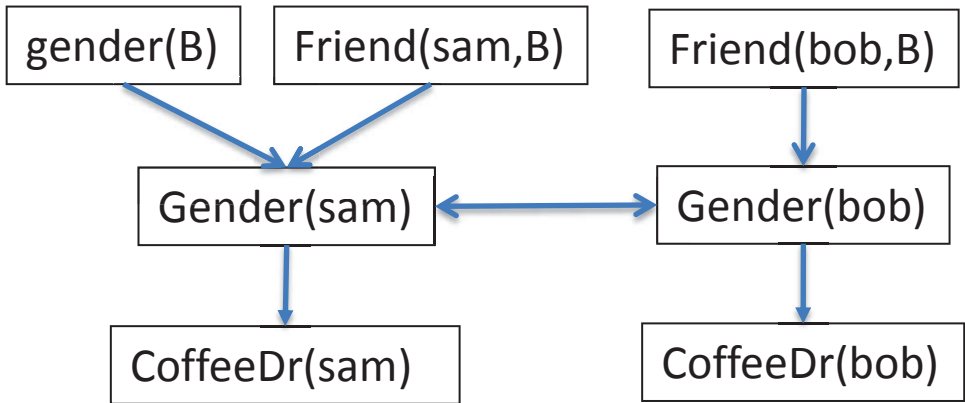 gender(B)
Friend(sam,B)
Friend(bob,B)
Gender(sam)
Gender(bob)
CoffeeDr(sam)
CoffeeDr(bob)